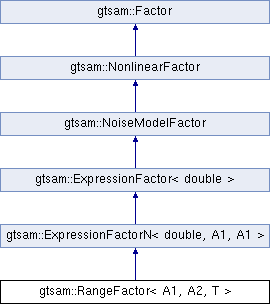 gtsam::Factor
gtsam::NonlinearFactor
gtsam::NoiseModelFactor
gtsam::ExpressionFactor< double >
gtsam::ExpressionFactorN< double, A1, A1 >
gtsam::RangeFactor< A1, A2, T >